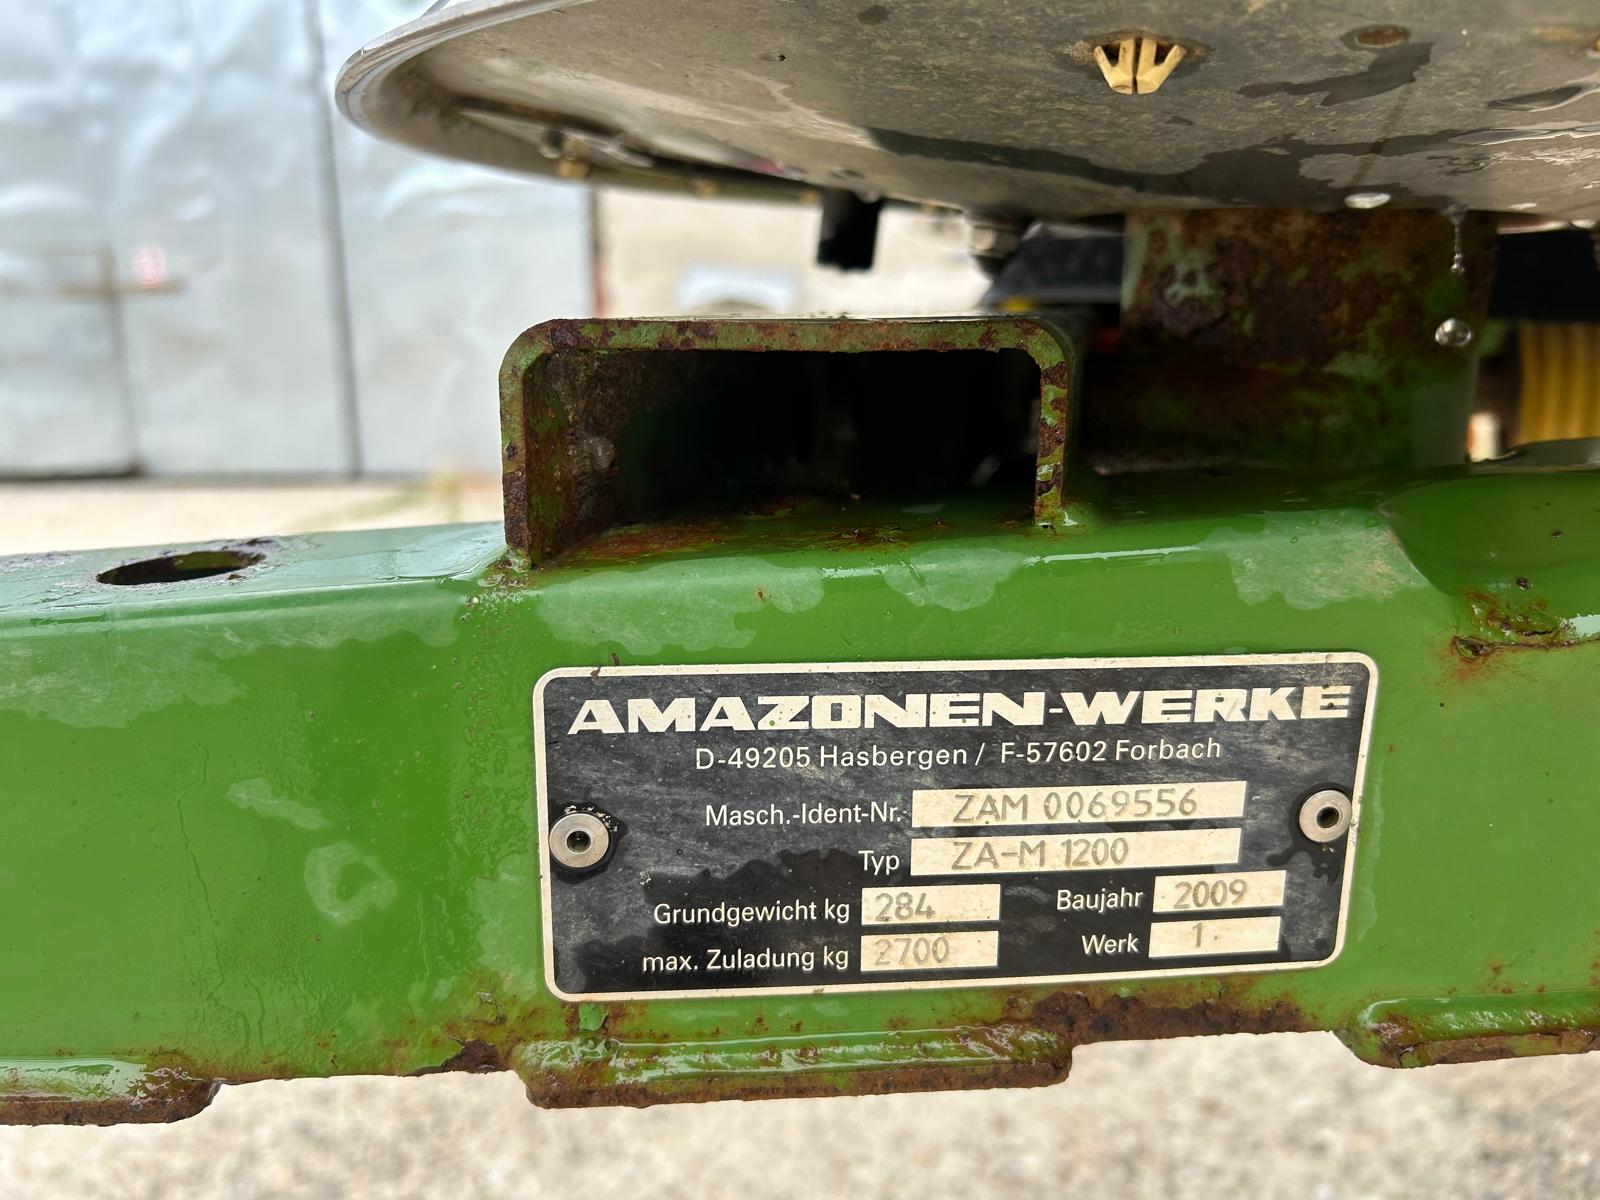 AMAZONEN-WERKE
D-49205 Hasbergen / F-57602 Forbach
Masch.-Ident-Nr. ZAM 0069556
Typ ZA-M 1200
Grundgewicht kg 284 Baujahr 2009
max. Zuladung kg 2700 Werk 1